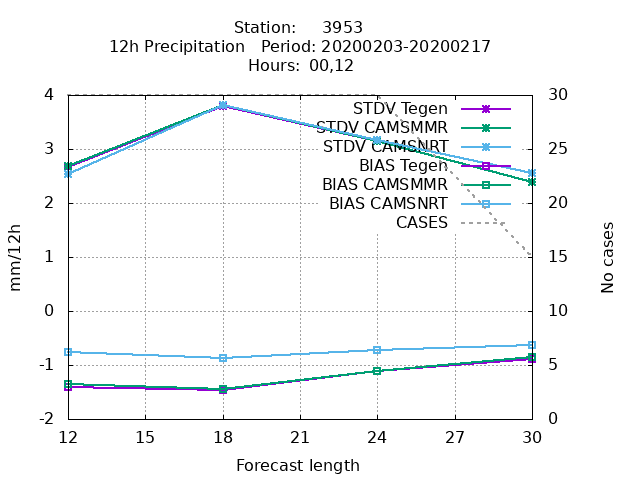 Station: 3953
12h Precipitation Period: 20200203-20200217
Hours: 00,12
4 30
STDV Tegen
STDV CAMSMMR
3 STDV CAMSNRT 25
BIAS Tegen
BIAS CAMSMMR
2 BIAS CAMSNRT 20
CASES
1 15
0 10
-1 5
-2 0
mm/12h
No cases
12 15 18 21 24 27 30
Forecast length